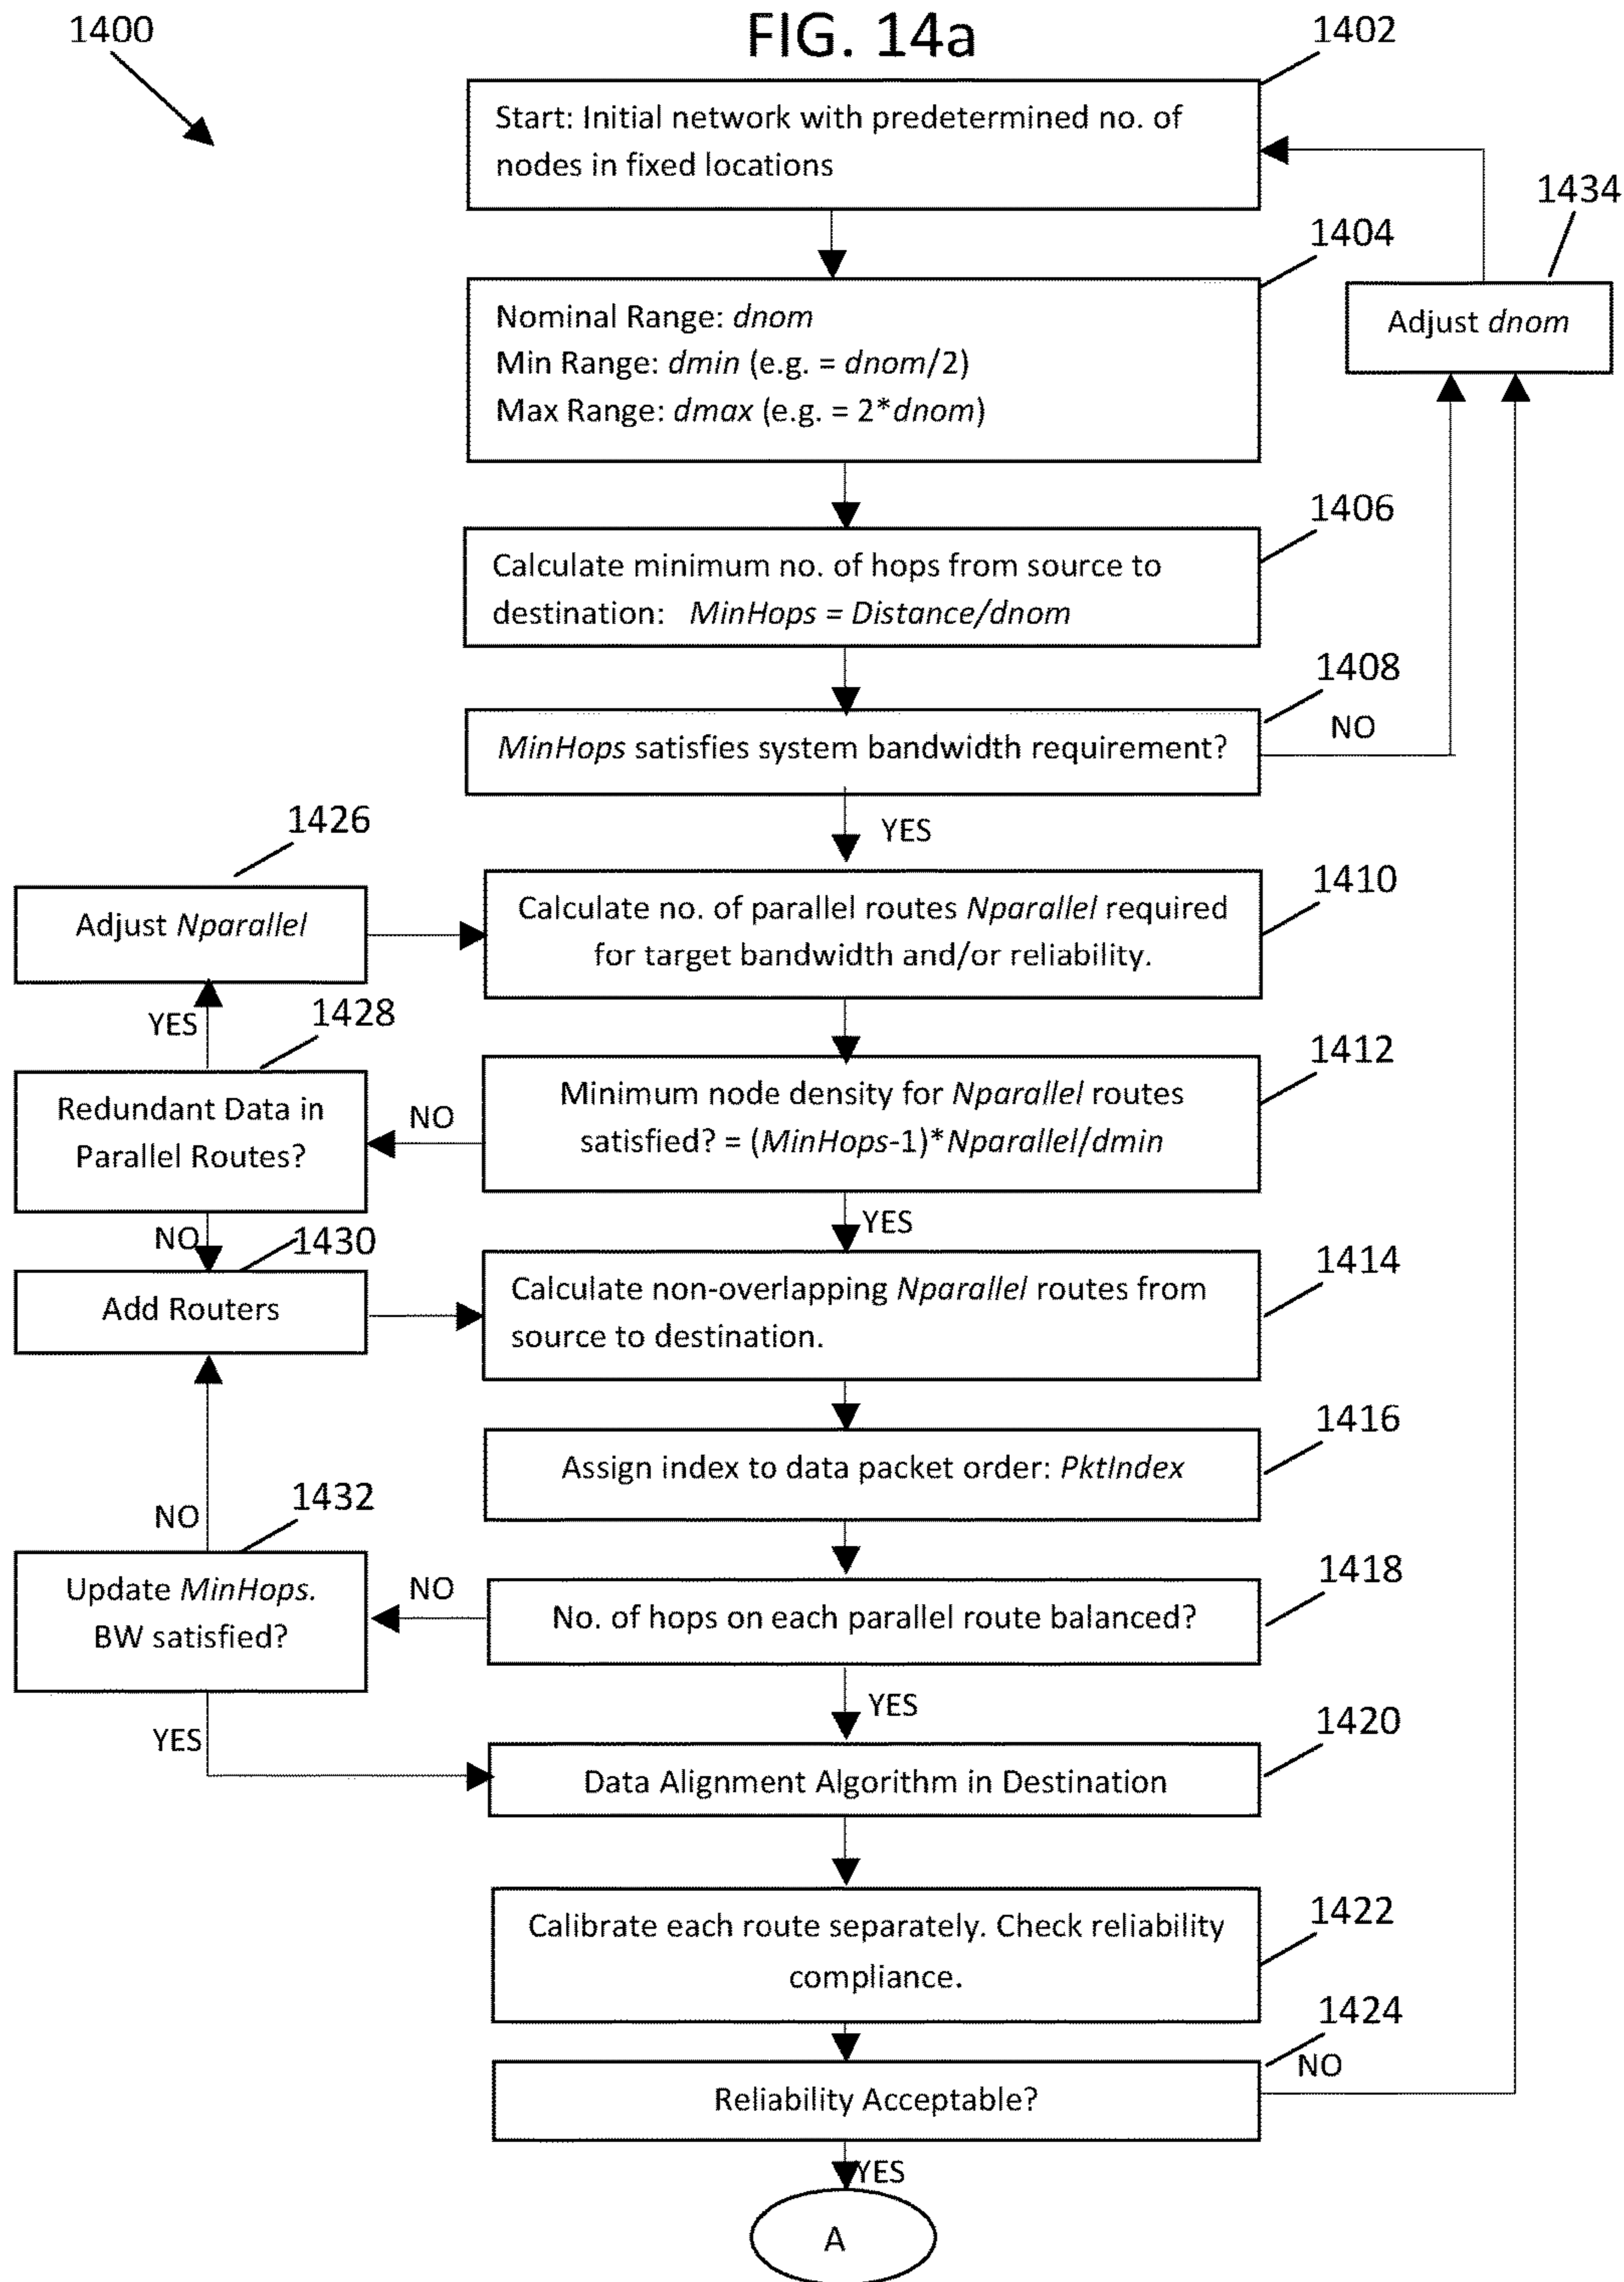 FIG. 14a
1400
1402
Start: Initial network with predetermined no. of
nodes in fixed locations
1434
Adjust dnom
1404
Nominal Range: dnom
Min Range: dmin (e.g. = dnom/2)
Max Range: dmax (e.g. = 2*dnom)
1406
Calculate minimum no. of hops from source to
destination: MinHops = Distance/dnom
1408
MinHops satisfies system bandwidth requirement?
NO
YES
1426
Adjust Nparallel
1410
Calculate no. of parallel routes Nparallel required
for target bandwidth and/or reliability.
YES
1428
Redundant Data in
Parallel Routes?
NO
1412
Minimum node density for Nparallel routes
satisfied? = (MinHops-1)*Nparallel/dmin
YES
NO
1430
Add Routers
1414
Calculate non-overlapping Nparallel routes from
source to destination.
1416
Assign index to data packet order: PktIndex
NO
1432
Update MinHops.
BW satisfied?
NO
1418
No. of hops on each parallel route balanced?
YES
YES
1420
Data Alignment Algorithm in Destination
1422
Calibrate each route separately. Check reliability
compliance.
1424
Reliability Acceptable?
NO
YES
A